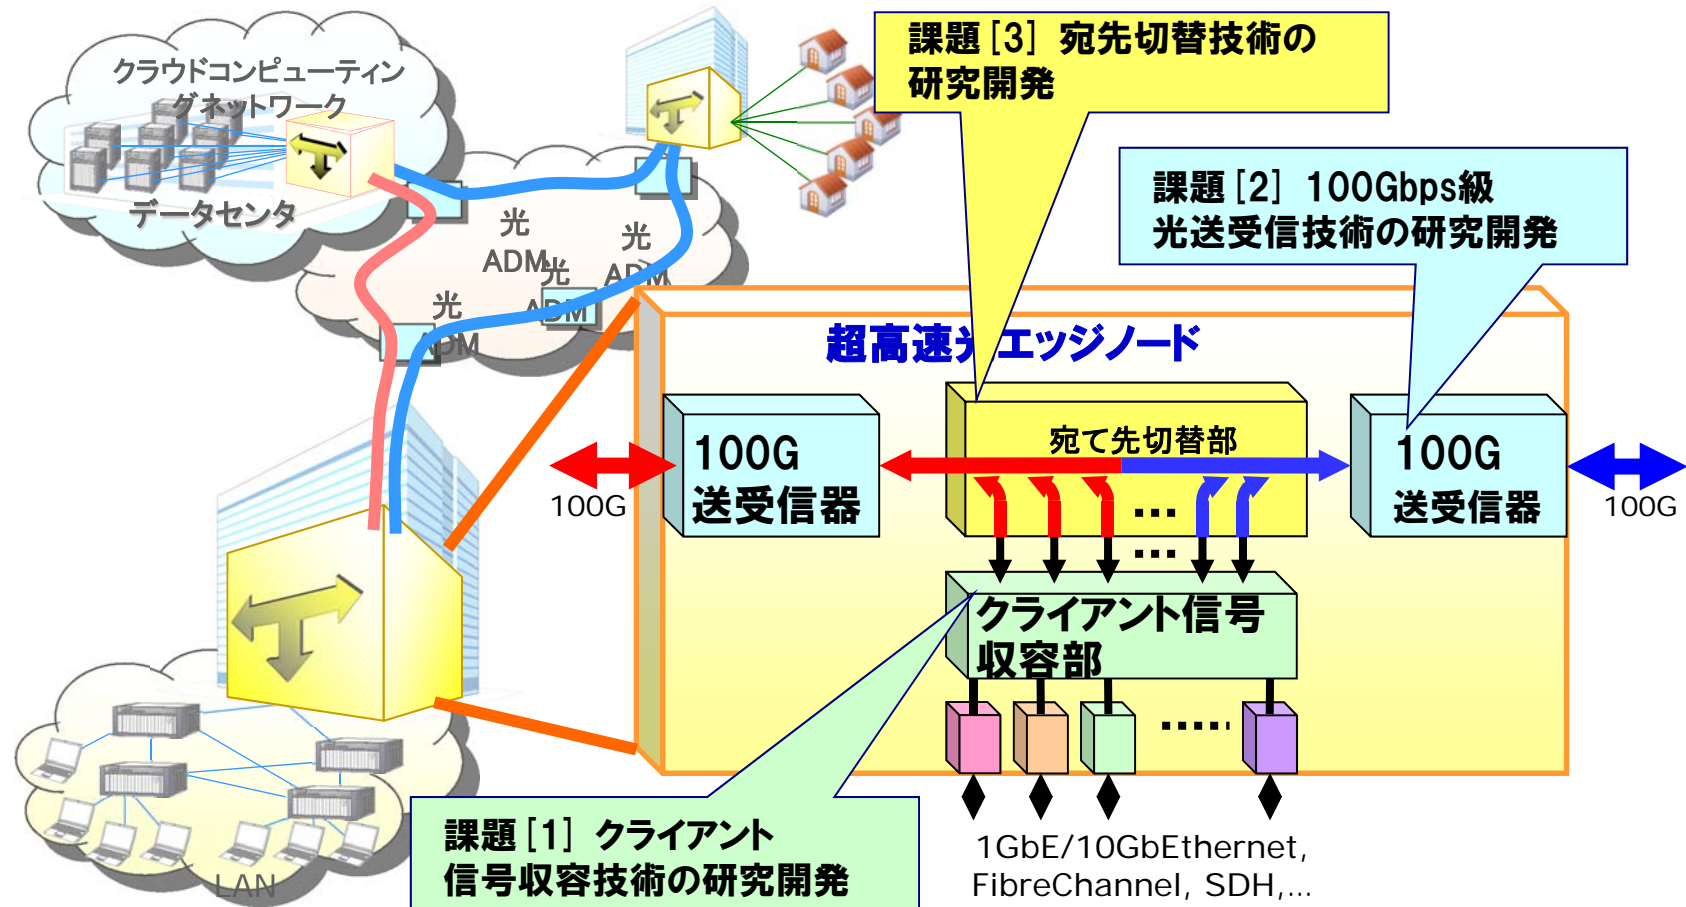 クラウドコンピューティン
グネットワーク
データセンタ
課題[3] 宛先切替技術の
研究開発
課題[2] 100Gbps級
光送受信技術の研究開発
光
ADM
光
ADM
光
ADM
光
ADM
超高速光エッジノード
100G
送受信器
宛て先切替部
…
…
100G
送受信器
100G
100G
クライアント信号
収容部
……
課題[1] クライアント
信号収容技術の研究開発
LAN
1GbE/10GbEthernet,
FibreChannel, SDH,...